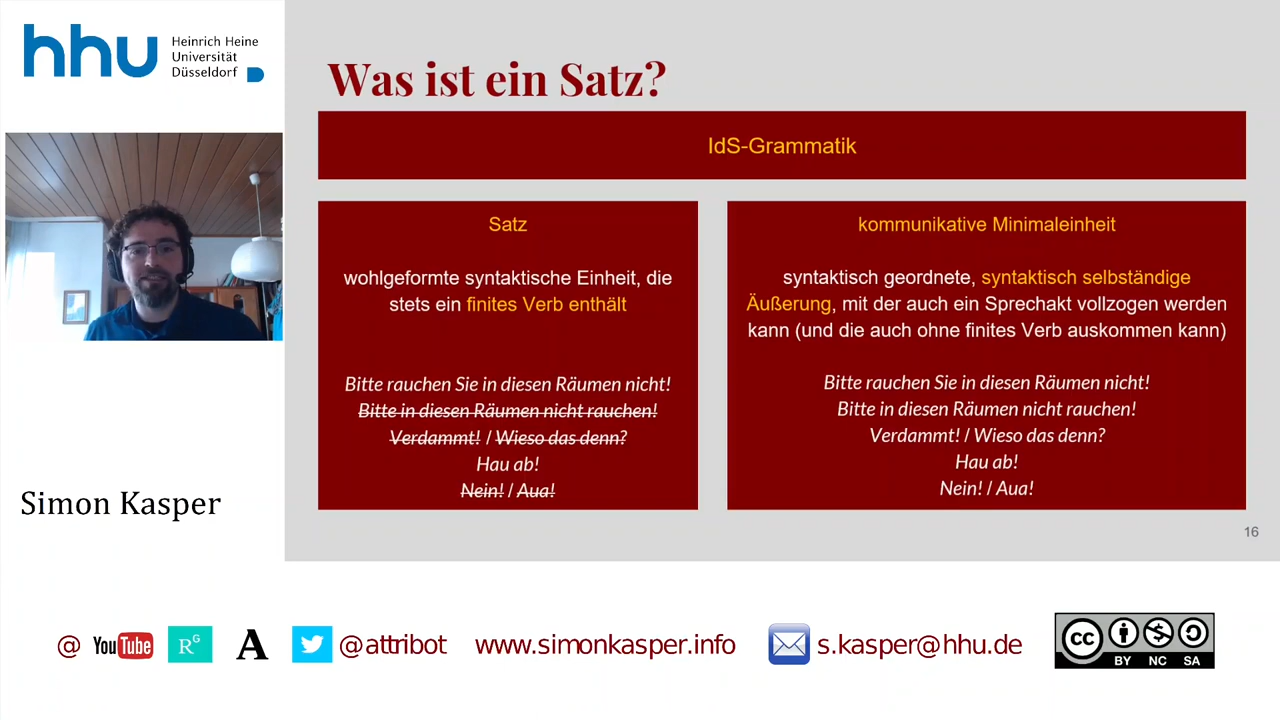 hhu Heinrich Heine
Universität
Düsseldorf
Was ist ein Satz?
IdS-Grammatik
Satz
wohlgeformte syntaktische Einheit, die
stets ein finites Verb enthält
Bitte rauchen Sie in diesen Räumen nicht!
Bitte in diesen Räumen nicht rauchen!
Verdammt! / Wieso das denn?
Hau ab!
Nein! / Aua!
kommunikative Minimaleinheit
syntaktisch geordnete, syntaktisch selbständige
Äußerung, mit der auch ein Sprechakt vollzogen werden
kann (und die auch ohne finites Verb auskommen kann)
Bitte rauchen Sie in diesen Räumen nicht!
Bitte in diesen Räumen nicht rauchen!
Verdammt! / Wieso das denn?
Hau ab!
Nein! / Aua!
16
Simon Kasper
@ YouTube RG A @attribot www.simonkasper.info s.kasper@hhu.de cc
BY NC SA